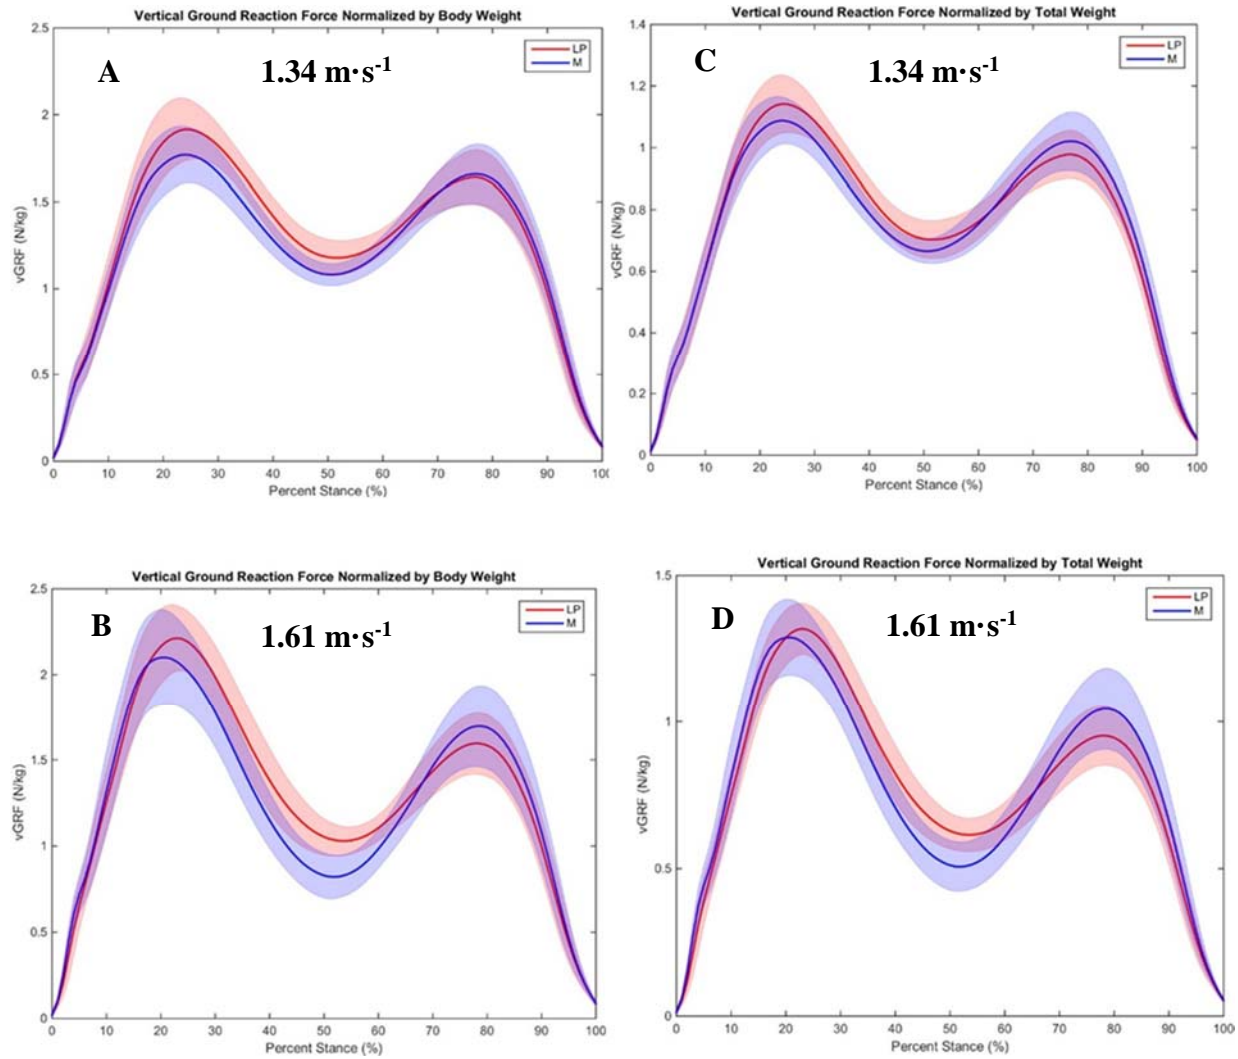 Vertical Ground Reaction Force Normalized by Body Weight
A
1.34 m·s-1
LP
M
2.5
2
1.5
1
0.5
0
vGRF (N/kg)
0 10 20 30 40 50 60 70 80 90 100
Percent Stance (%)
Vertical Ground Reaction Force Normalized by Total Weight
C
1.34 m·s-1
LP
M
1.4
1.2
1
0.8
0.6
0.4
0.2
0
vGRF (N/kg)
0 10 20 30 40 50 60 70 80 90 100
Percent Stance (%)
Vertical Ground Reaction Force Normalized by Body Weight
B
1.61 m·s-1
LP
M
2.5
2
1.5
1
0.5
0
vGRF (N/kg)
0 10 20 30 40 50 60 70 80 90 100
Percent Stance (%)
Vertical Ground Reaction Force Normalized by Total Weight
D
1.61 m·s-1
LP
M
1.5
1
0.5
0
vGRF (N/kg)
0 10 20 30 40 50 60 70 80 90 100
Percent Stance (%)